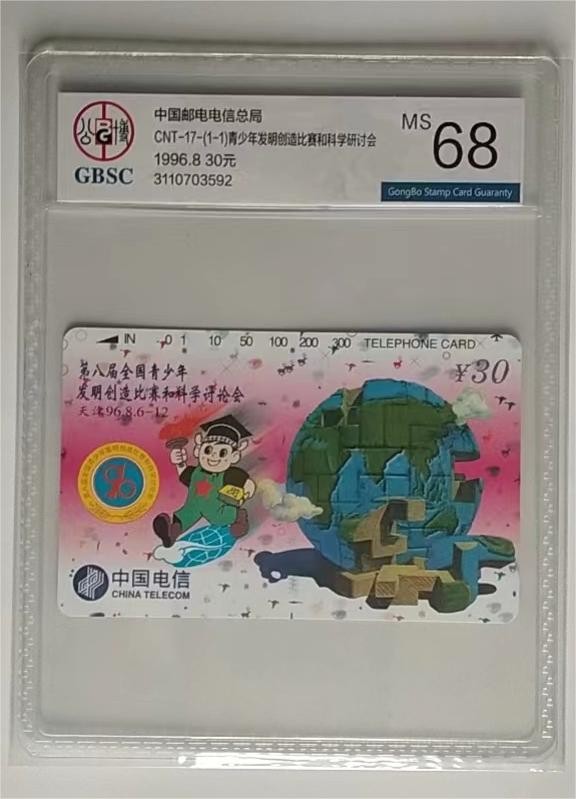 中国邮电电信总局
CNT-17-(1-1)青少年发明创造比赛和科学研讨会
1996.8 30元
3110703592
GBSC
公博
BG
MS 68
GongBo Stamp Card Guaranty
IN 0 1 10 50 100 200 300 TELEPHONE CARD
¥30
第八届全国青少年
发明创造比赛和科学讨论会
天津96.8.6-12
中国电信
CHINA TELECOM